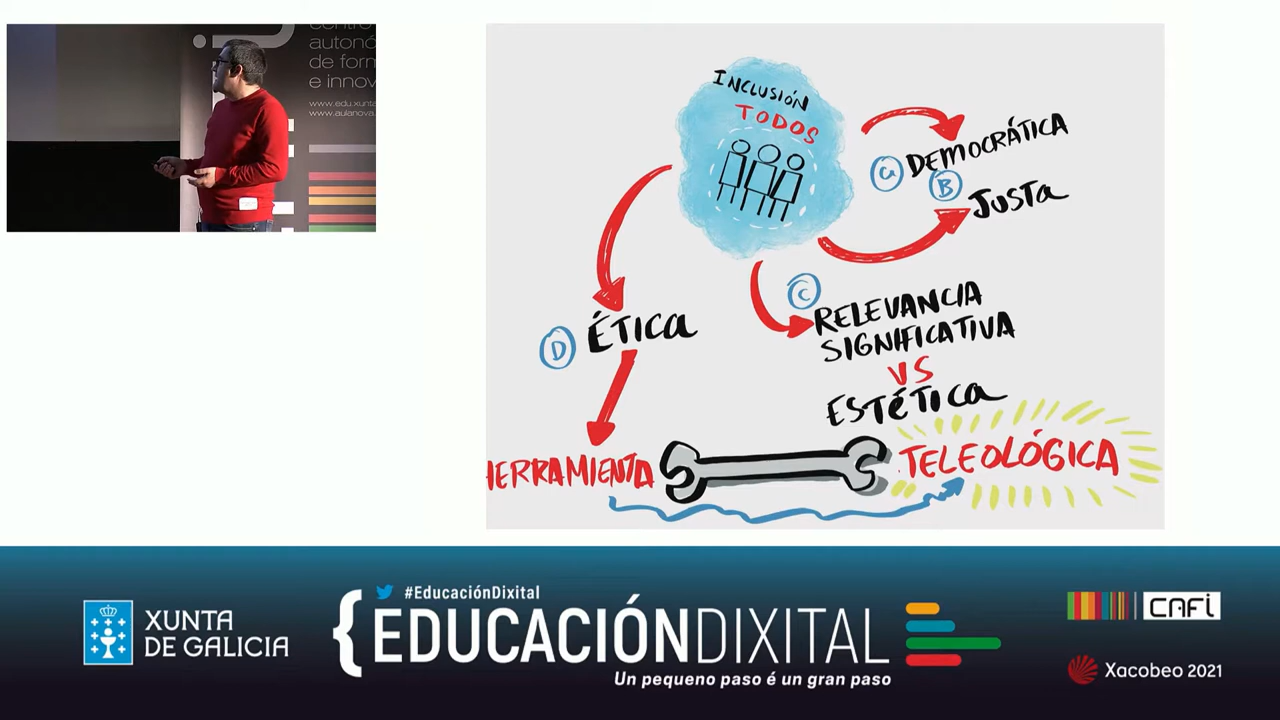 centro
autonó
de form
e innov
www.edu.xunta
www.aulanova.
INCLUSIÓN
TODOS
a DEMOCRÁTICA
B JUSTA
C
RELEVANCIA
SIGNIFICATIVA
VS
ESTÉTICA
D ÉTICA
HERRAMIENTA
TELEOLÓGICA
XUNTA
DE GALICIA
#EducaciónDixital
{EDUCACIÓNDIXITAL
Un pequeno paso é un gran paso
CAFi
Xacobeo 2021